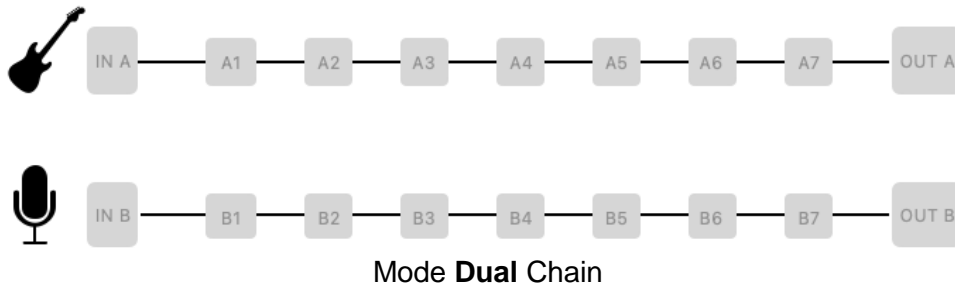 IN A A1 A2 A3 A4 A5 A6 A7 OUT A
IN B B1 B2 B3 B4 B5 B6 B7 OUT B
Mode Dual Chain